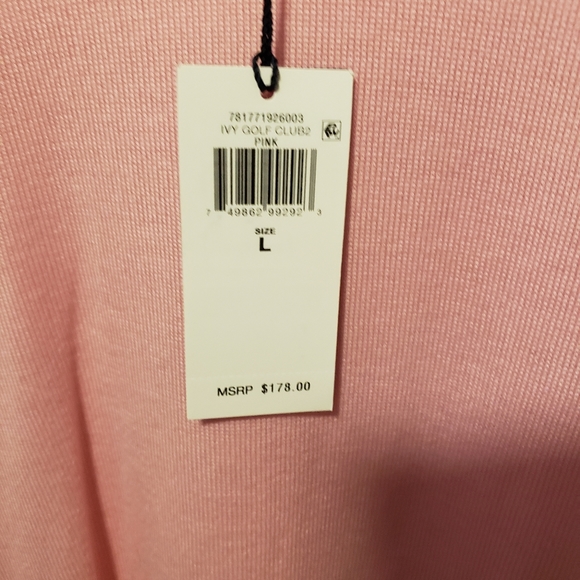 781771926003
IVY GOLF CLUB2
PINK
7 49862 99292 3
SIZE
L
MSRP $178.00